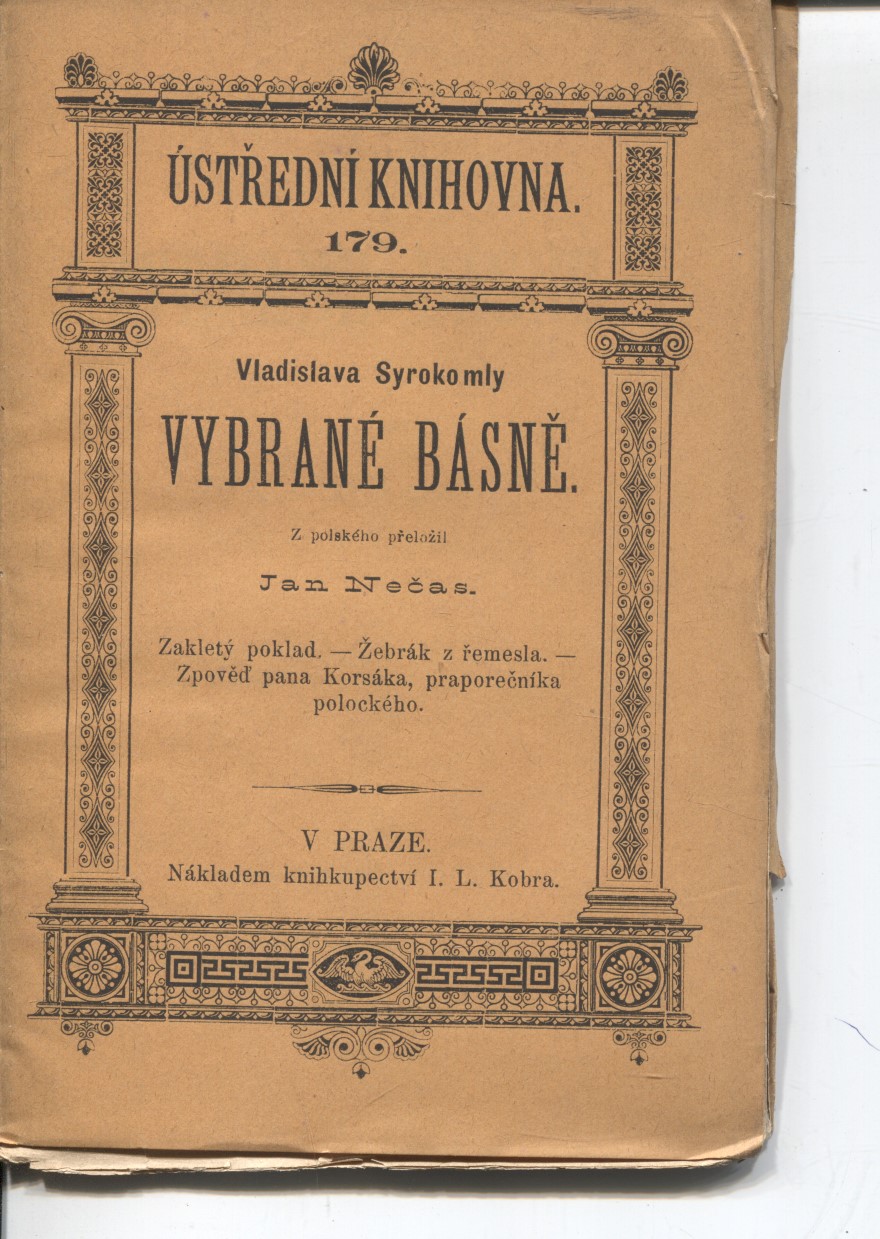 ÚSTŘEDNÍ KNIHOVNA.
179.
Vladislava Syrokomly
VYBRANÉ BÁSNĚ.
Z polského přeložil
Jan Nečas.
Zakletý poklad. — Žebrák z řemesla. —
Zpověď pana Korsáka, praporečníka
polockého.
V PRAZE.
Nákladem knihkupectví I. L. Kobra.